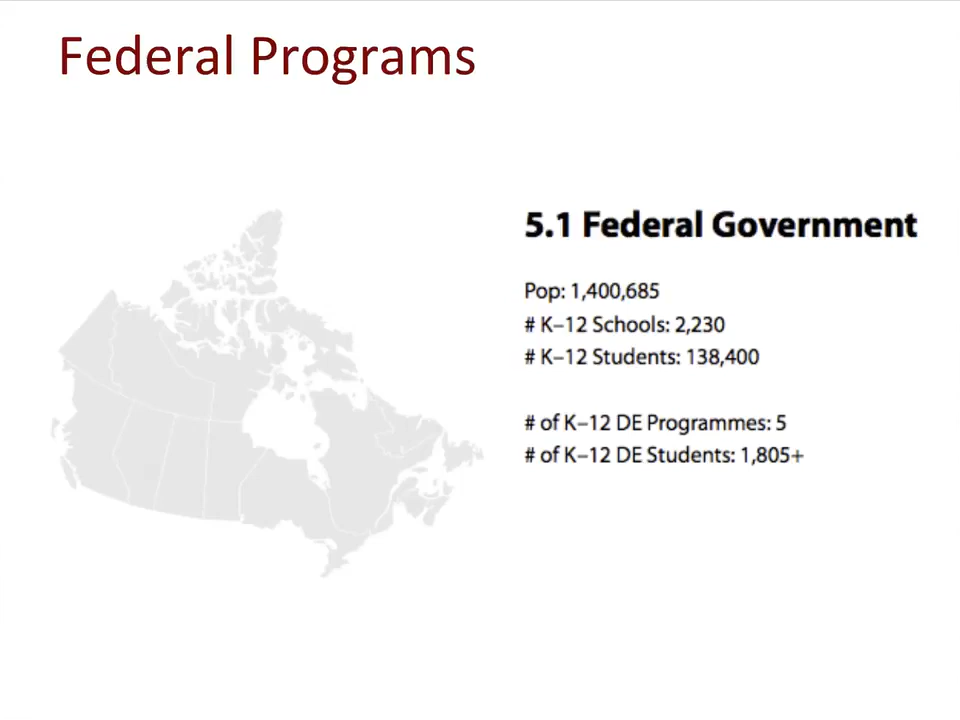 Federal Programs
5.1 Federal Government
Pop: 1,400,685
# K–12 Schools: 2,230
# K–12 Students: 138,400
# of K–12 DE Programmes: 5
# of K–12 DE Students: 1,805+